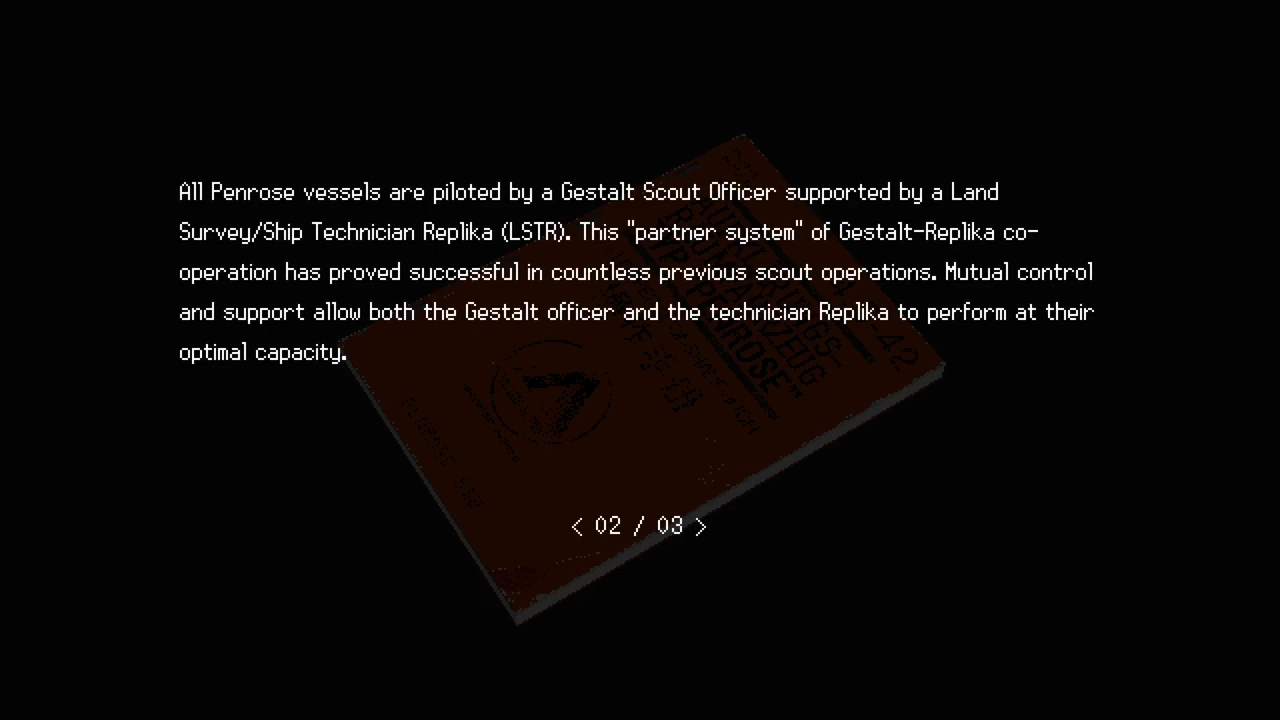 All Penrose vessels are piloted by a Gestalt Scout Officer supported by a Land
Survey/Ship Technician Replika (LSTR). This "partner system" of Gestalt-Replika co-
operation has proved successful in countless previous scout operations. Mutual control
and support allow both the Gestalt officer and the technician Replika to perform at their
optimal capacity.
PENROSE"
< 02 / 03 >